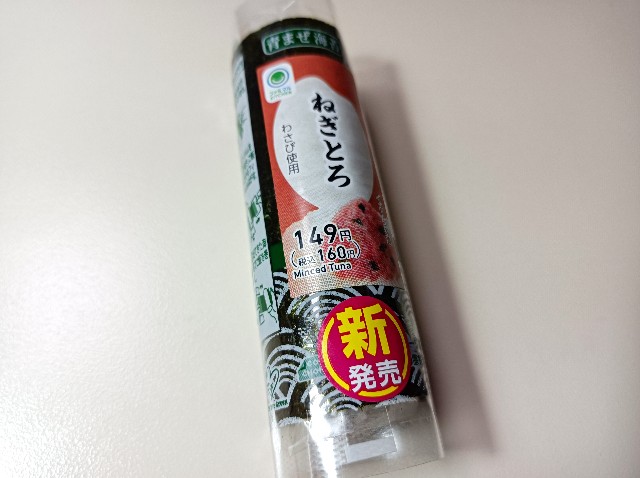 青まぜ海苔
ねぎとろ
わさび使用
149円
(税込160円)
Minced Tuna
新
発売